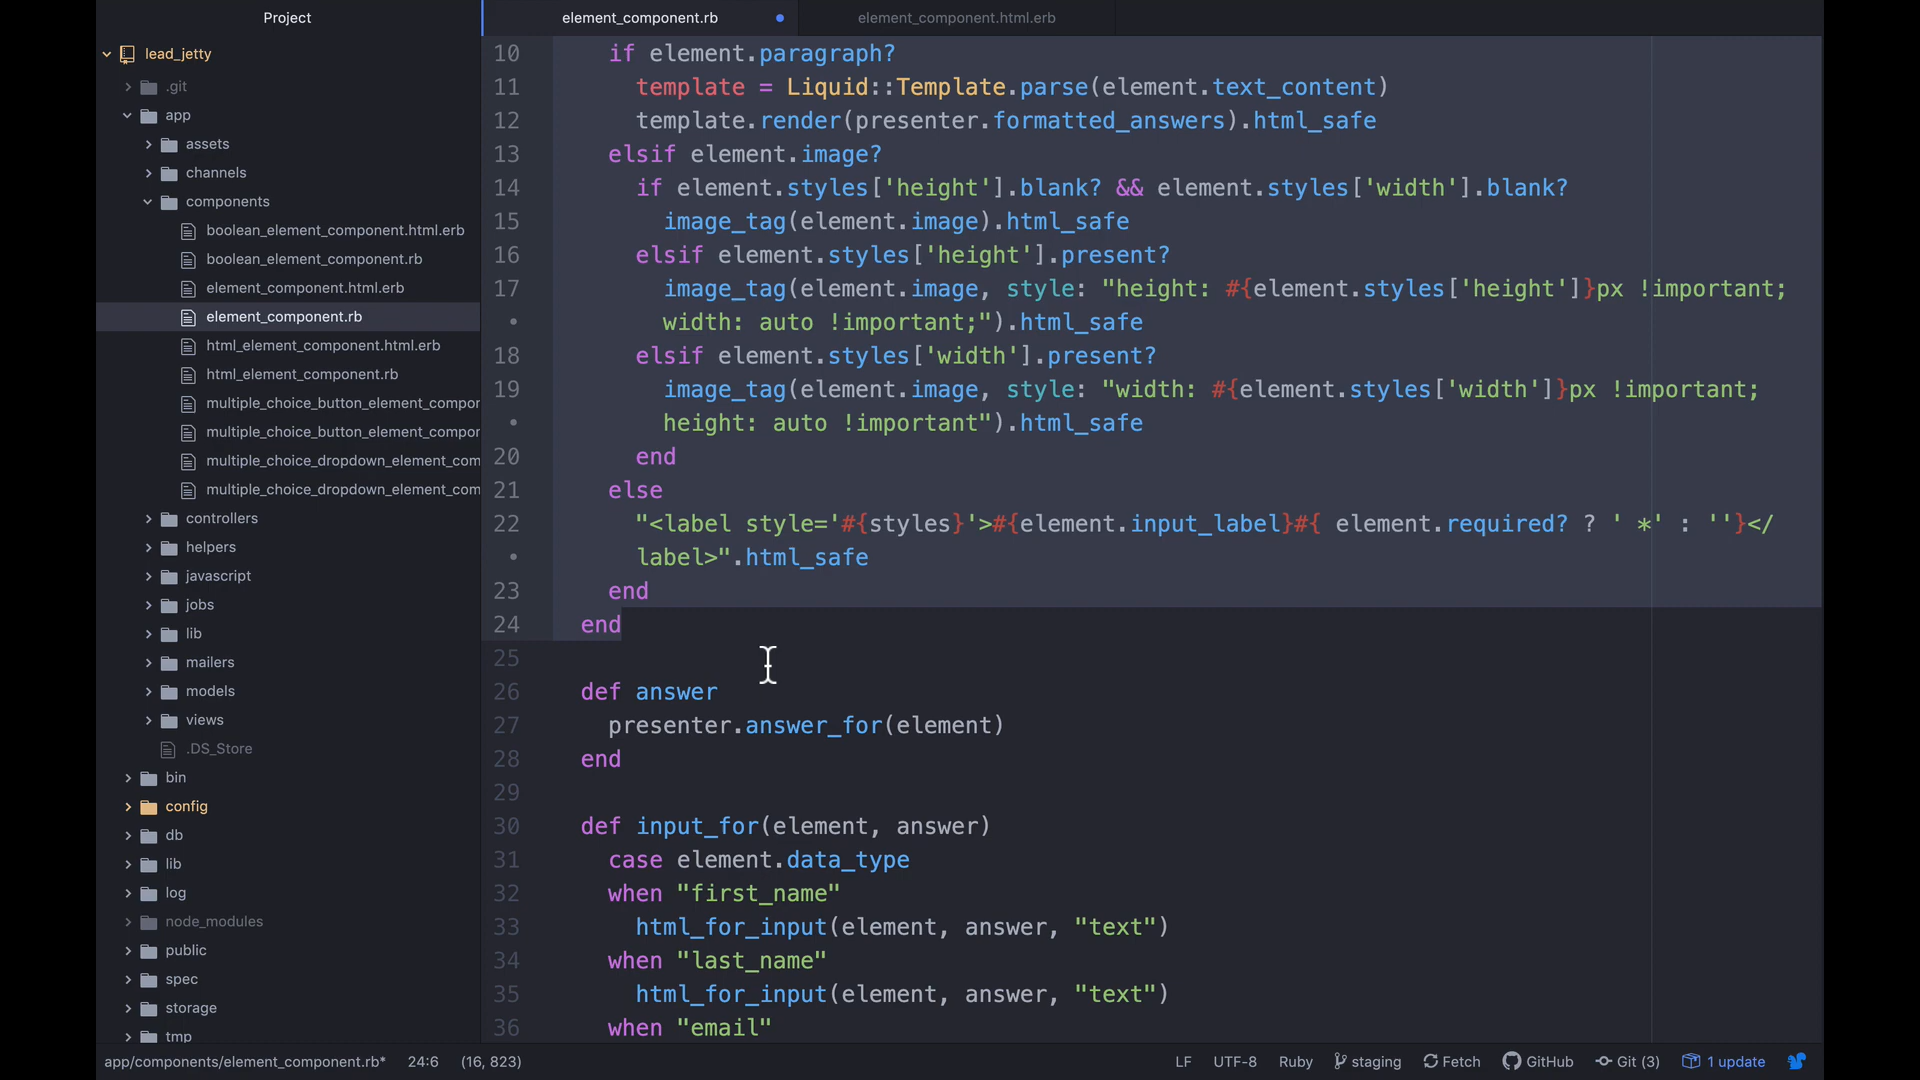 Project
lead_jetty
.git
app
assets
channels
components
boolean_element_component.html.erb
boolean_element_component.rb
element_component.html.erb
element_component.rb
html_element_component.html.erb
html_element_component.rb
multiple_choice_button_element_compor
multiple_choice_button_element_compor
multiple_choice_dropdown_element_com
multiple_choice_dropdown_element_com
controllers
helpers
javascript
jobs
lib
mailers
models
views
.DS_Store
bin
config
db
lib
log
node_modules
public
spec
storage
tmp
element_component.rb
element_component.html.erb
10 if element.paragraph?
11 template = Liquid::Template.parse(element.text_content)
12 template.render(presenter.formatted_answers).html_safe
13 elsif element.image?
14 if element.styles['height'].blank? && element.styles['width'].blank?
15 image_tag(element.image).html_safe
16 elsif element.styles['height'].present?
17 image_tag(element.image, style: "height: #{element.styles['height']}px !important;
• width: auto !important;").html_safe
18 elsif element.styles['width'].present?
19 image_tag(element.image, style: "width: #{element.styles['width']}px !important;
• height: auto !important").html_safe
20 end
21 else
22 "<label style='#{styles}'>#{element.input_label}#{ element.required? ? ' *' : ''}</
• label>".html_safe
23 end
24 end
25
26 def answer
27 presenter.answer_for(element)
28 end
29
30 def input_for(element, answer)
31 case element.data_type
32 when "first_name"
33 html_for_input(element, answer, "text")
34 when "last_name"
35 html_for_input(element, answer, "text")
36 when "email"
app/components/element_component.rb* 24:6 (16, 823) LF UTF-8 Ruby staging Fetch GitHub Git (3) 1 update